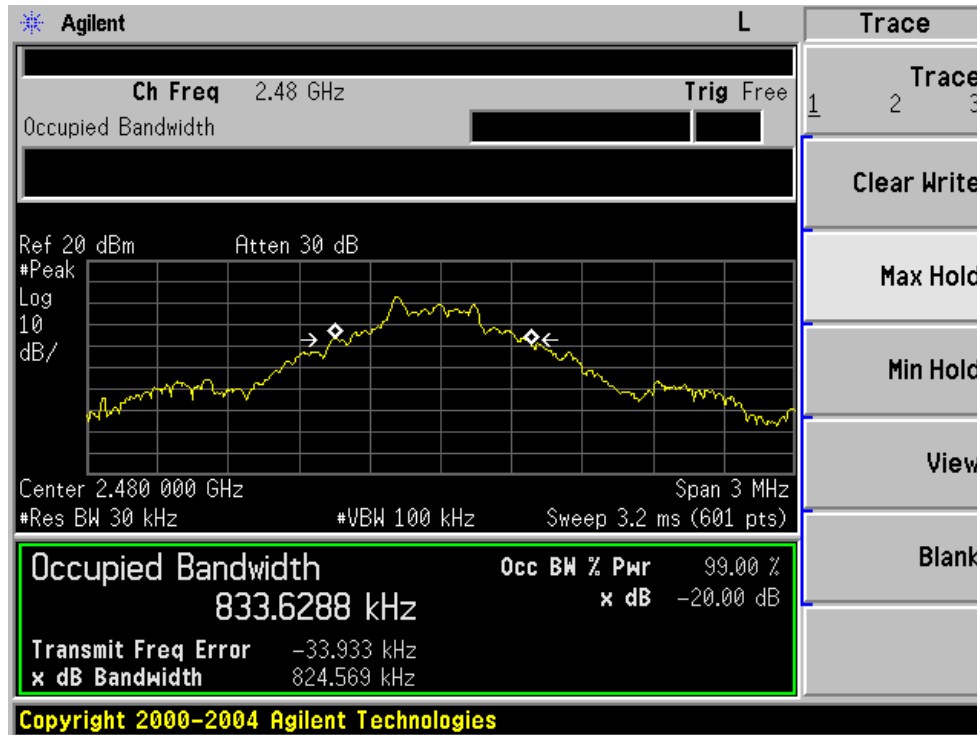 Agilent L Trace
Ch Freq 2.48 GHz Trig Free
Occupied Bandwidth
Trace
1 2 3
Clear Write
Max Hold
Min Hold
View
Blank
Ref 20 dBm Atten 30 dB
#Peak
Log
10
dB/
Center 2.480 000 GHz Span 3 MHz
#Res BW 30 kHz #VBW 100 kHz Sweep 3.2 ms (601 pts)
Occupied Bandwidth
833.6288 kHz
Occ BW % Pwr 99.00 %
x dB -20.00 dB
Transmit Freq Error -33.933 kHz
x dB Bandwidth 824.569 kHz
Copyright 2000-2004 Agilent Technologies